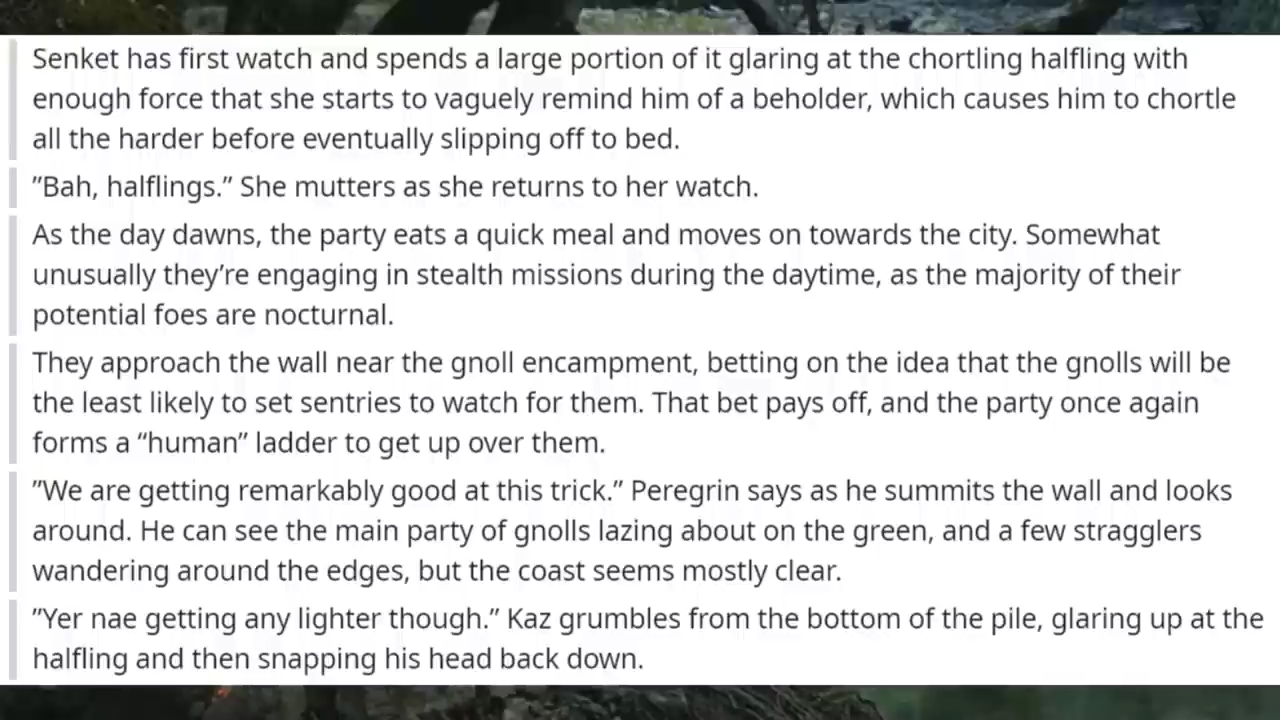 Senket has first watch and spends a large portion of it glaring at the chortling halfling with
enough force that she starts to vaguely remind him of a beholder, which causes him to chortle
all the harder before eventually slipping off to bed.
”Bah, halflings.” She mutters as she returns to her watch.
As the day dawns, the party eats a quick meal and moves on towards the city. Somewhat
unusually they’re engaging in stealth missions during the daytime, as the majority of their
potential foes are nocturnal.
They approach the wall near the gnoll encampment, betting on the idea that the gnolls will be
the least likely to set sentries to watch for them. That bet pays off, and the party once again
forms a “human” ladder to get up over them.
”We are getting remarkably good at this trick.” Peregrin says as he summits the wall and looks
around. He can see the main party of gnolls lazing about on the green, and a few stragglers
wandering around the edges, but the coast seems mostly clear.
”Yer nae getting any lighter though.” Kaz grumbles from the bottom of the pile, glaring up at the
halfling and then snapping his head back down.